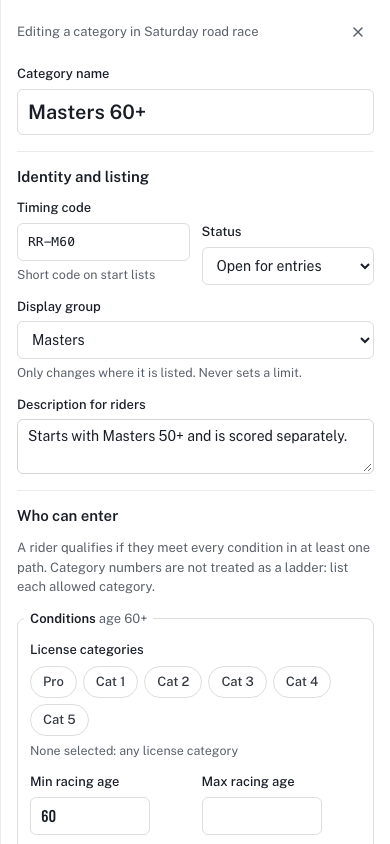 Editing a category in Saturday road race
Category name
Masters 60+
Identity and listing
Timing code
RR-M60
Short code on start lists
Status
Open for entries
Display group
Masters
Only changes where it is listed. Never sets a limit.
Description for riders
Starts with Masters 50+ and is scored separately.
Who can enter
A rider qualifies if they meet every condition in at least one
path. Category numbers are not treated as a ladder: list
each allowed category.
Conditions age 60+
License categories
Pro Cat 1 Cat 2 Cat 3 Cat 4
Cat 5
None selected: any license category
Min racing age Max racing age
60